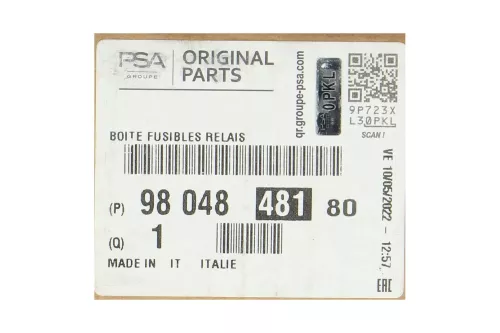 PSA
GROUPE
ORIGINAL
PARTS
qr.groupe-psa.com
0PKL
9P723X
L30PKL
SCAN !
BOITE FUSIBLES RELAIS
(P) 98 048 481 80
(Q) 1
MADE IN IT ITALIE
VE 10/05/2022 - 12:57
EAC